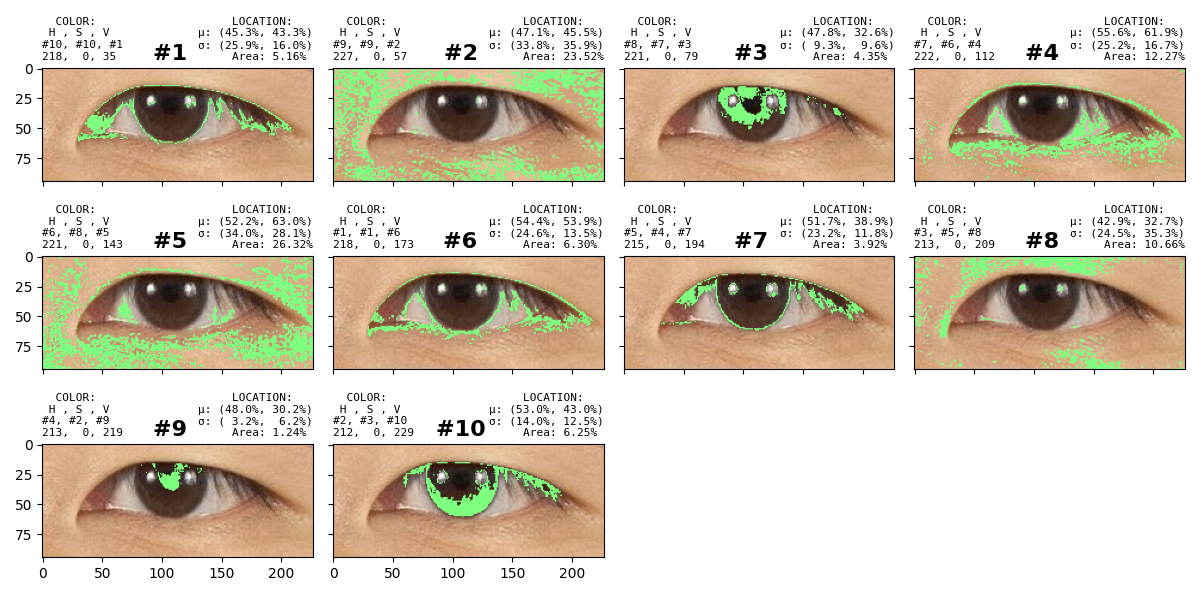 COLOR: LOCATION:
H , S , V μ: (45.3%, 43.3%)
#10, #10, #1 #1 σ: (25.9%, 16.0%)
218, 0, 35 Area: 5.16%
COLOR: LOCATION:
H , S , V μ: (47.1%, 45.5%)
#9, #9, #2 #2 σ: (33.8%, 35.9%)
227, 0, 57 Area: 23.52%
COLOR: LOCATION:
H , S , V μ: (47.8%, 32.6%)
#8, #7, #3 #3 σ: ( 9.3%, 9.6%)
221, 0, 79 Area: 4.35%
COLOR: LOCATION:
H , S , V μ: (55.6%, 61.9%)
#7, #6, #4 #4 σ: (25.2%, 16.7%)
222, 0, 112 Area: 12.27%
0
25
50
75
COLOR: LOCATION:
H , S , V μ: (52.2%, 63.0%)
#6, #8, #5 #5 σ: (34.0%, 28.1%)
221, 0, 143 Area: 26.32%
COLOR: LOCATION:
H , S , V μ: (54.4%, 53.9%)
#1, #1, #6 #6 σ: (24.6%, 13.5%)
218, 0, 173 Area: 6.30%
COLOR: LOCATION:
H , S , V μ: (51.7%, 38.9%)
#5, #4, #7 #7 σ: (23.2%, 11.8%)
215, 0, 194 Area: 3.92%
COLOR: LOCATION:
H , S , V μ: (42.9%, 32.7%)
#3, #5, #8 #8 σ: (24.5%, 35.3%)
213, 0, 209 Area: 10.66%
0
25
50
75
COLOR: LOCATION:
H , S , V μ: (48.0%, 30.2%)
#4, #2, #9 #9 σ: ( 3.2%, 6.2%)
213, 0, 219 Area: 1.24%
COLOR: LOCATION:
H , S , V μ: (53.0%, 43.0%)
#2, #3, #10 #10 σ: (14.0%, 12.5%)
212, 0, 229 Area: 6.25%
0
25
50
75
0 50 100 150 200
0 50 100 150 200